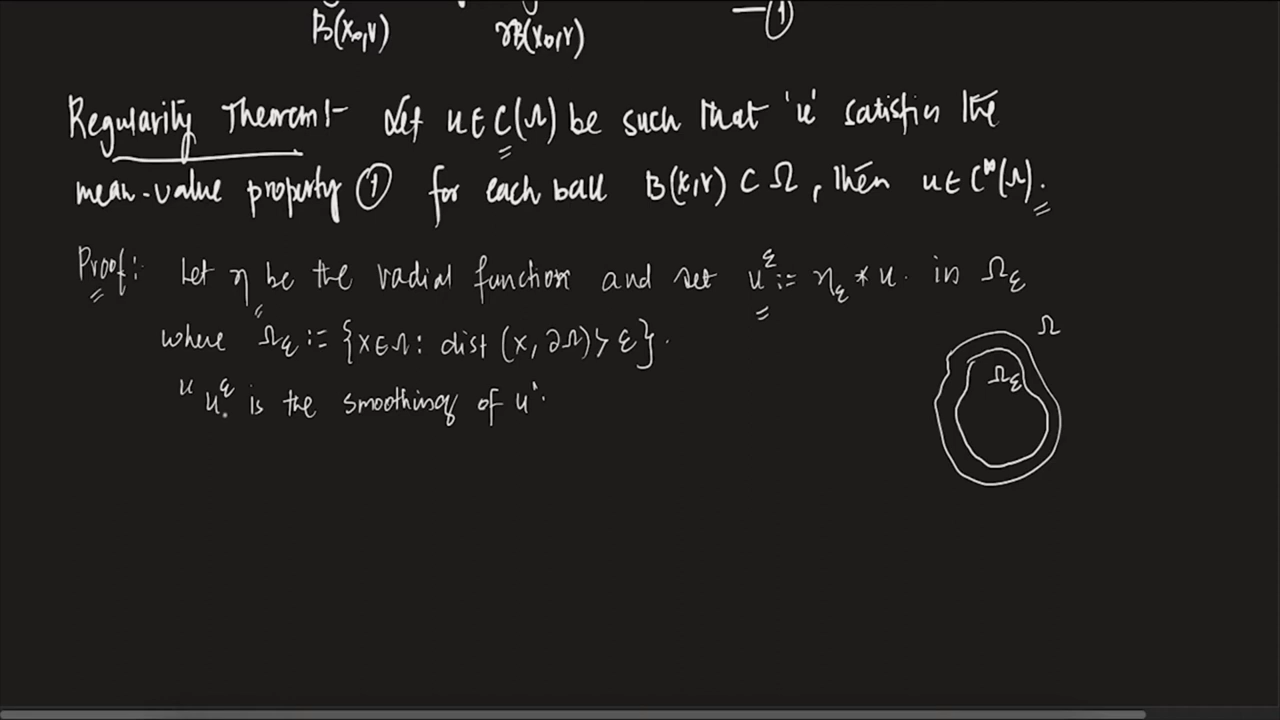 B(x₀,r) ∂B(x₀,r) —①
Regularity Theorem:- Let u∈C(Ω) be such that 'u' satisfies the
mean-value property ① for each ball B(x,r) ⊂ Ω, then u∈C^∞(Ω).
Proof: Let η be the radial function and set u^ε := η_ε * u. in Ω_ε
where Ω_ε := {x∈Ω: dist (x, ∂Ω) > ε}.
Ω
Ω_ε
"u^ε is the smoothing of u".